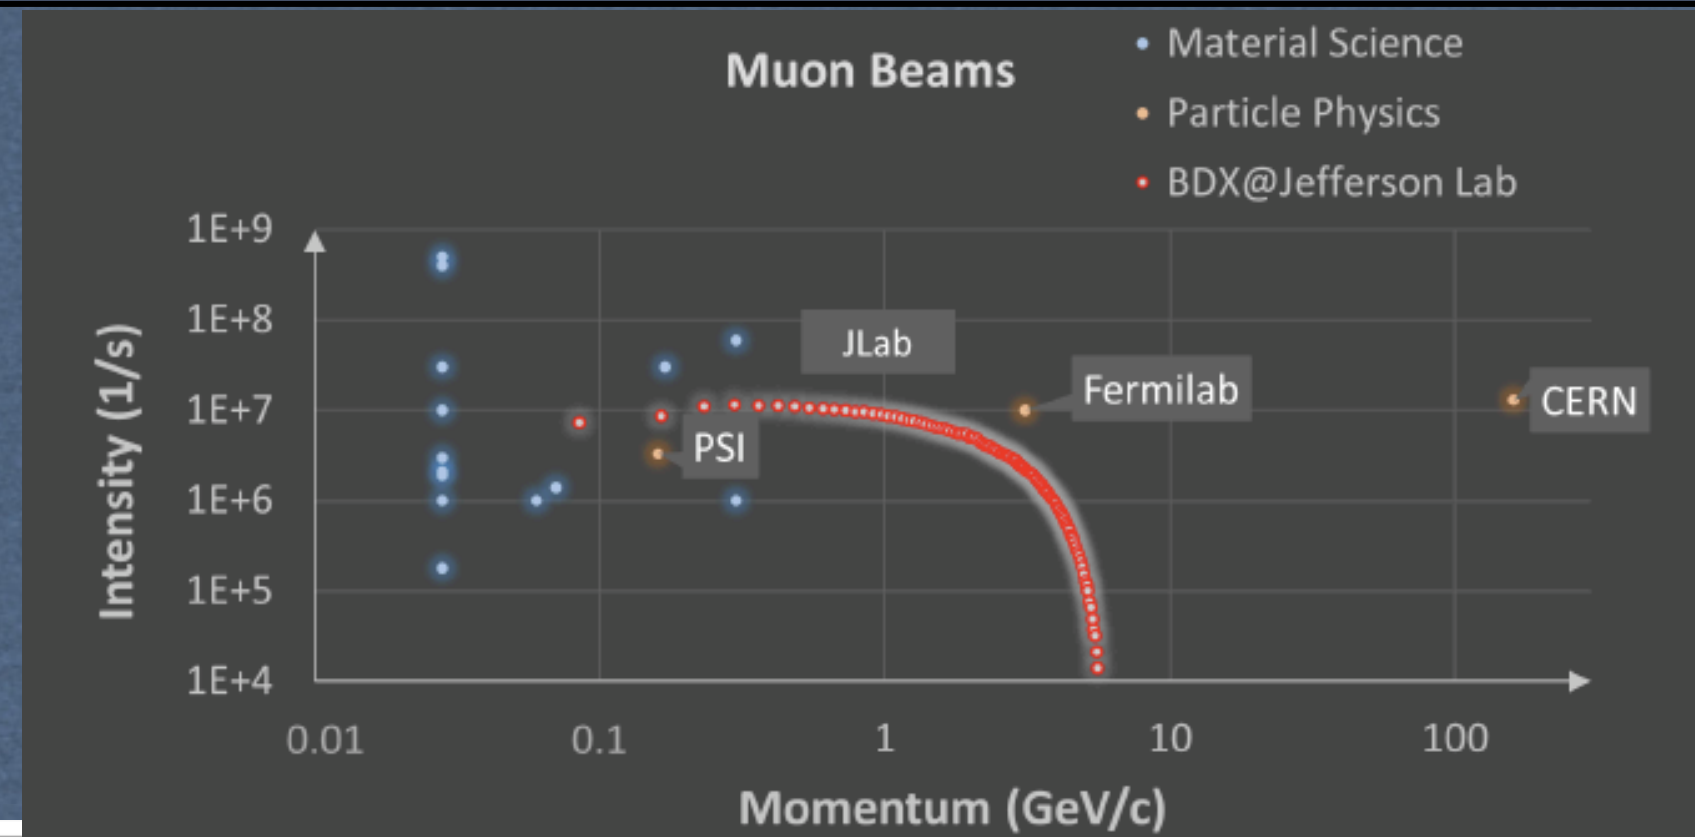 Muon Beams
Material Science
Particle Physics
BDX@Jefferson Lab
1E+9
1E+8
1E+7
1E+6
1E+5
1E+4
Intensity (1/s)
JLab
Fermilab
CERN
PSI
0.01
0.1
1
10
100
Momentum (GeV/c)